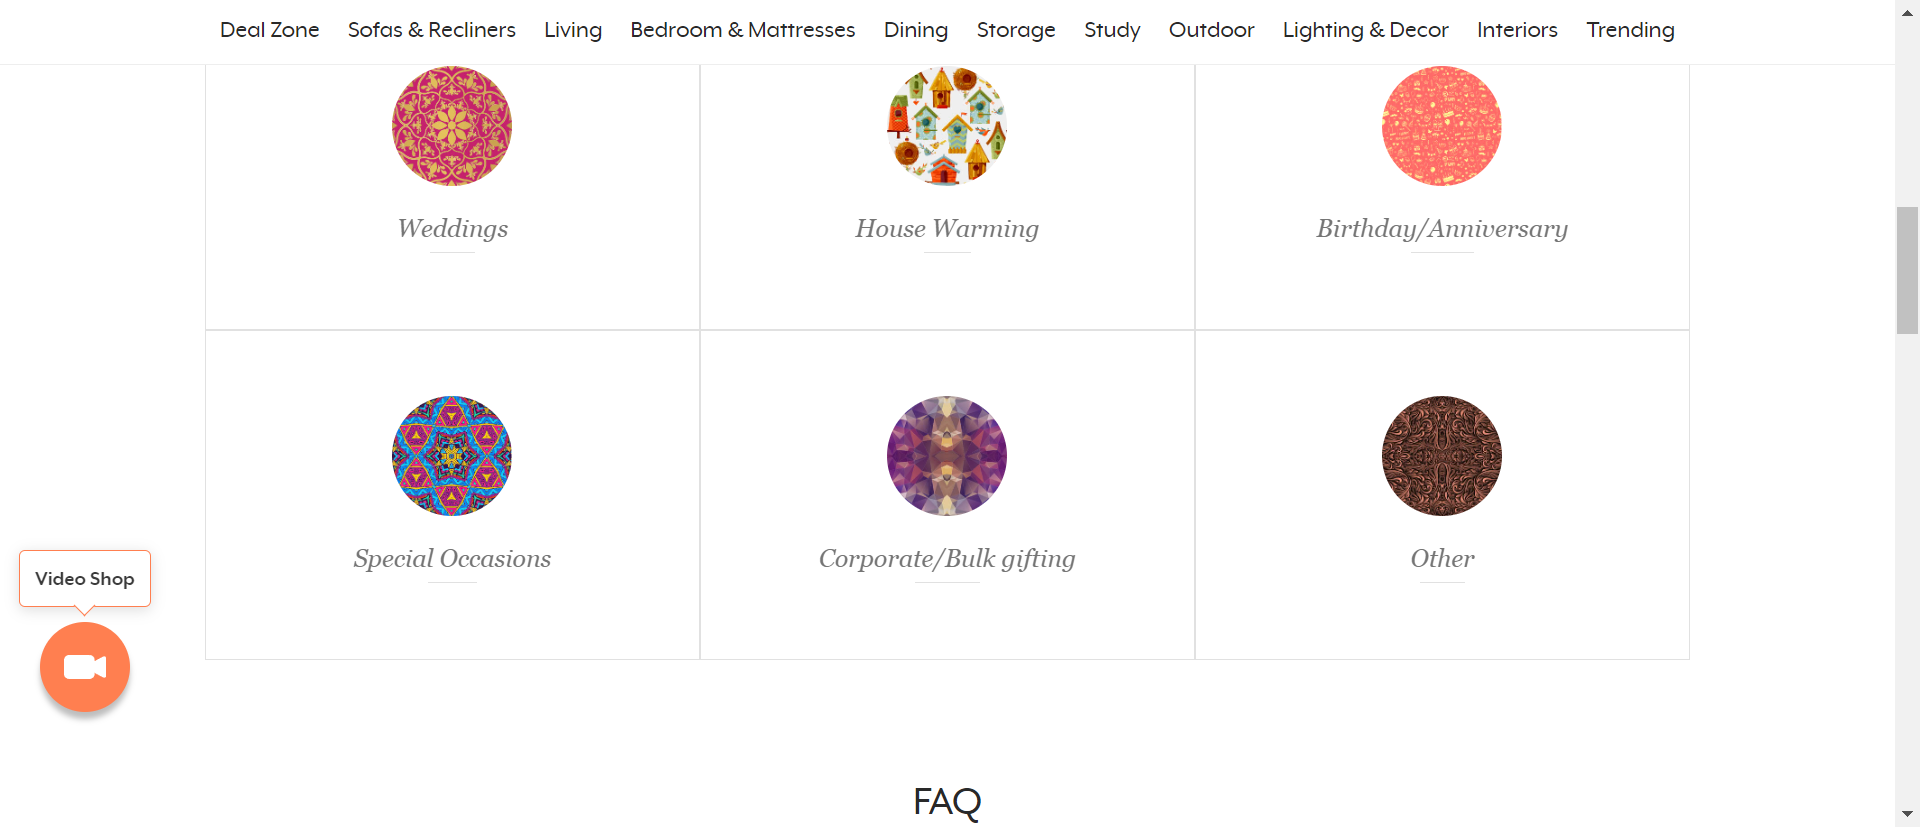 Deal Zone Sofas & Recliners Living Bedroom & Mattresses Dining Storage Study Outdoor Lighting & Decor Interiors Trending
Weddings House Warming Birthday/Anniversary
Special Occasions Corporate/Bulk gifting Other
Video Shop
FAQ